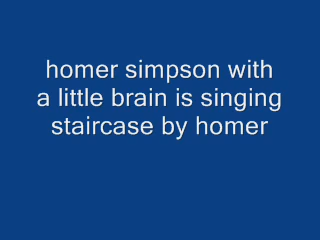 homer simpson with
a little brain is singing
staircase by homer